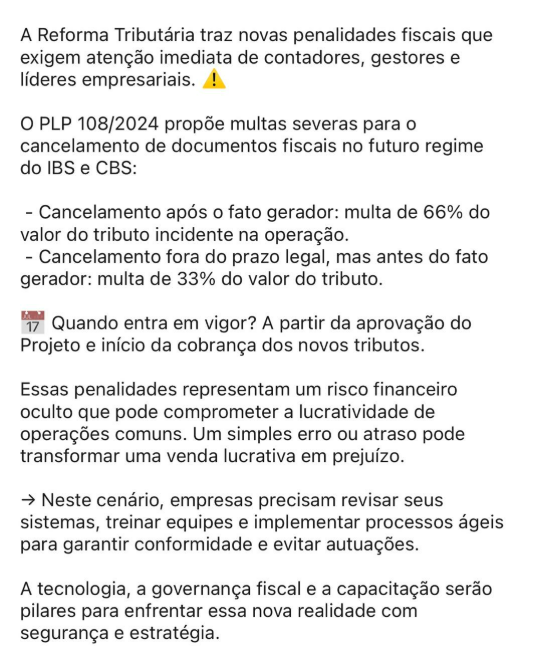 A Reforma Tributária traz novas penalidades fiscais que
exigem atenção imediata de contadores, gestores e
líderes empresariais. ⚠️
O PLP 108/2024 propõe multas severas para o
cancelamento de documentos fiscais no futuro regime
do IBS e CBS:
- Cancelamento após o fato gerador: multa de 66% do
valor do tributo incidente na operação.
- Cancelamento fora do prazo legal, mas antes do fato
gerador: multa de 33% do valor do tributo.
📅 Quando entra em vigor? A partir da aprovação do
Projeto e início da cobrança dos novos tributos.
Essas penalidades representam um risco financeiro
oculto que pode comprometer a lucratividade de
operações comuns. Um simples erro ou atraso pode
transformar uma venda lucrativa em prejuízo.
→ Neste cenário, empresas precisam revisar seus
sistemas, treinar equipes e implementar processos ágeis
para garantir conformidade e evitar autuações.
A tecnologia, a governança fiscal e a capacitação serão
pilares para enfrentar essa nova realidade com
segurança e estratégia.